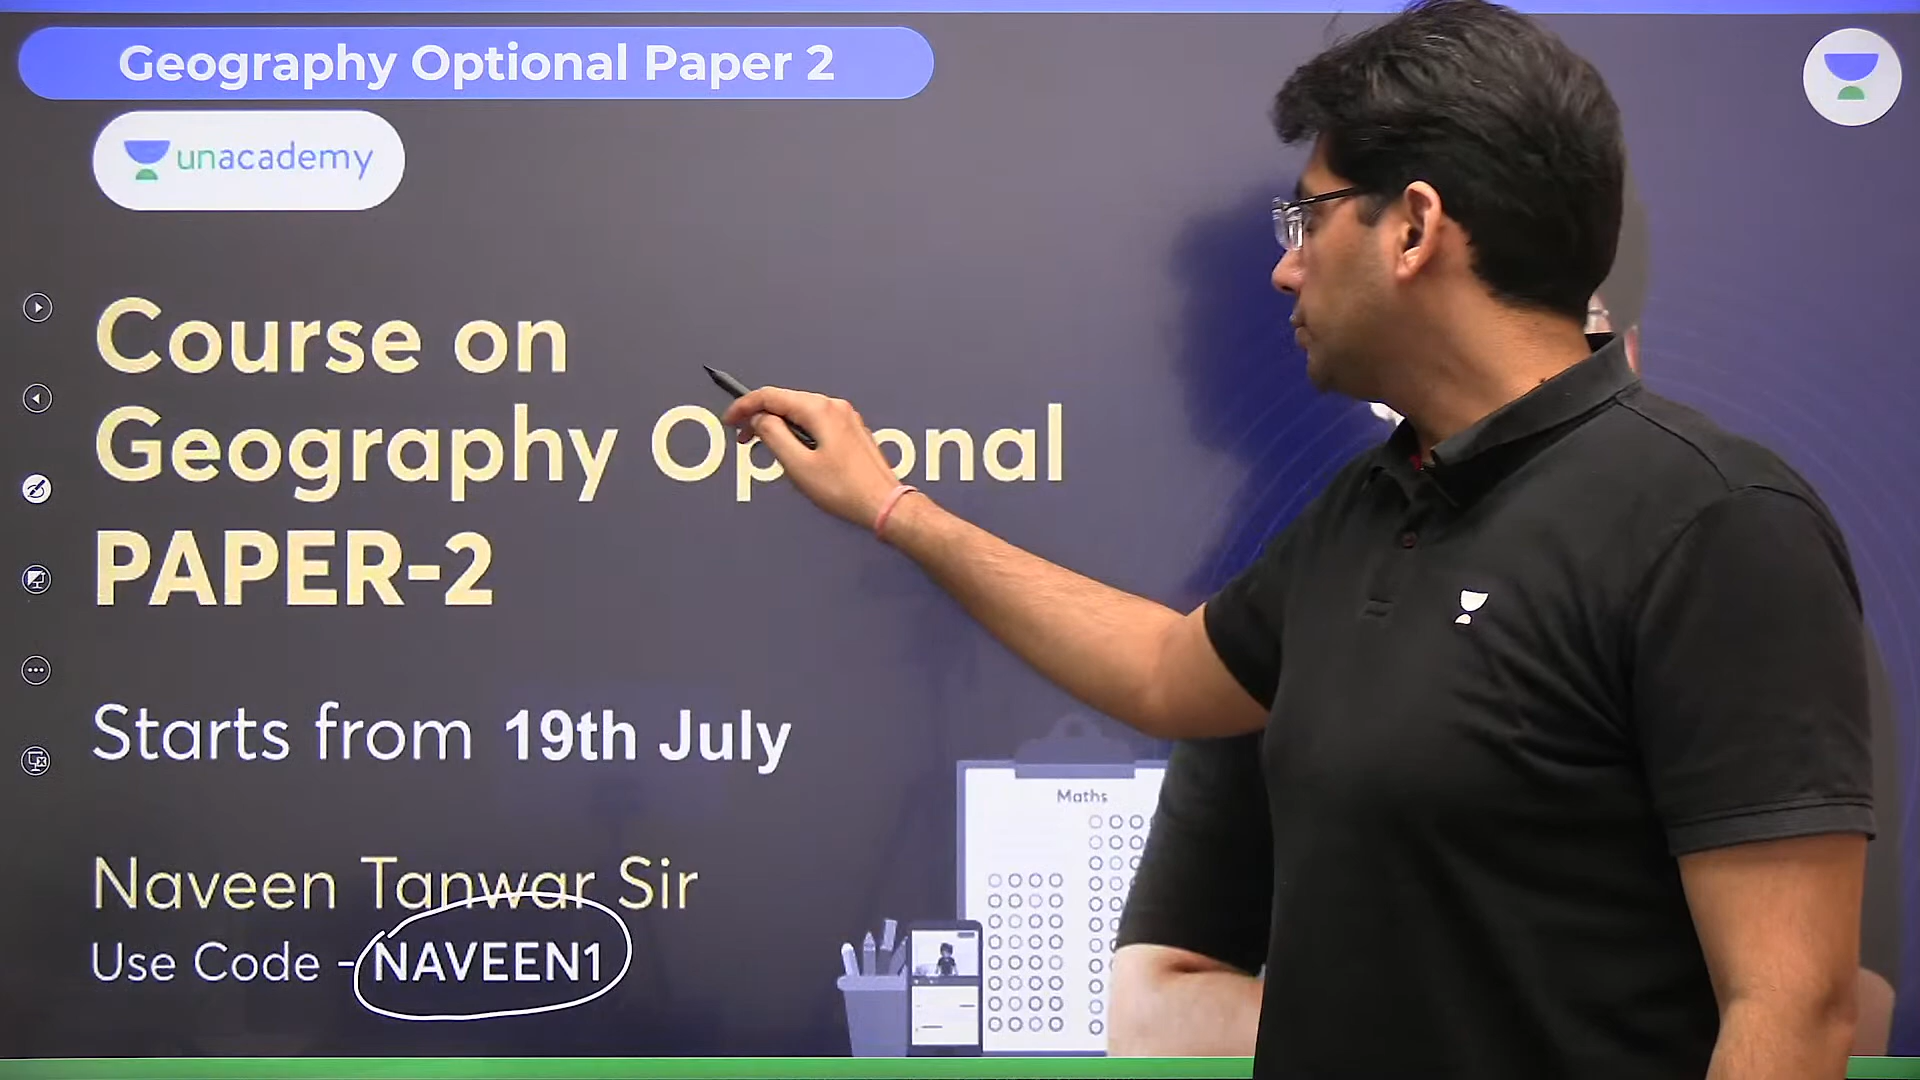 Geography Optional Paper 2
unacademy
Course on
Geography Optional
PAPER-2
Starts from 19th July
Naveen Tanwar Sir
Use Code - NAVEEN1
Maths